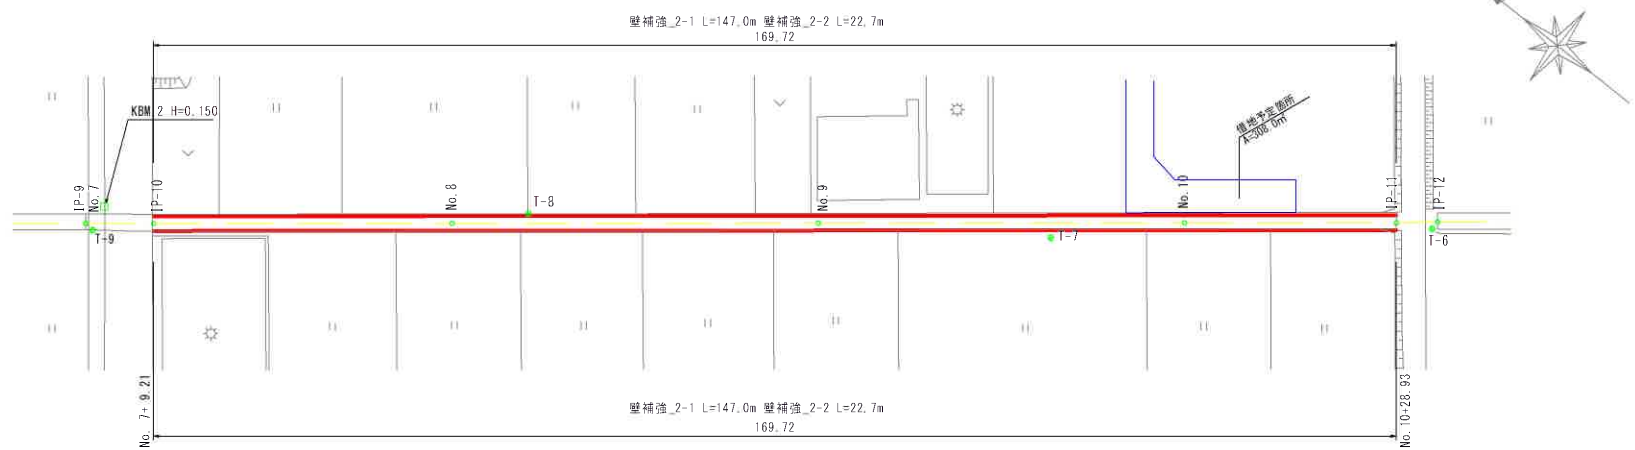 壁補強_2-1 L=147.0m 壁補強_2-2 L=22.7m
169.72
KBM.2 H=0.150
借地予定箇所
A=308.0㎡
IP-9
No.7
IP-10
No.8
T-8
No.9
No.10
IP-11
IP-12
T-9
T-7
T-6
No. 7+ 9.21
壁補強_2-1 L=147.0m 壁補強_2-2 L=22.7m
169.72
No.10+28.93